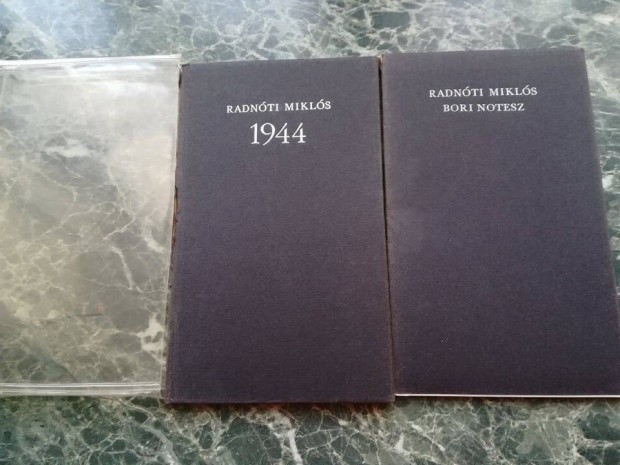 RADNÓTI MIKLÓS
1944
RADNÓTI MIKLÓS
BORI NOTESZ